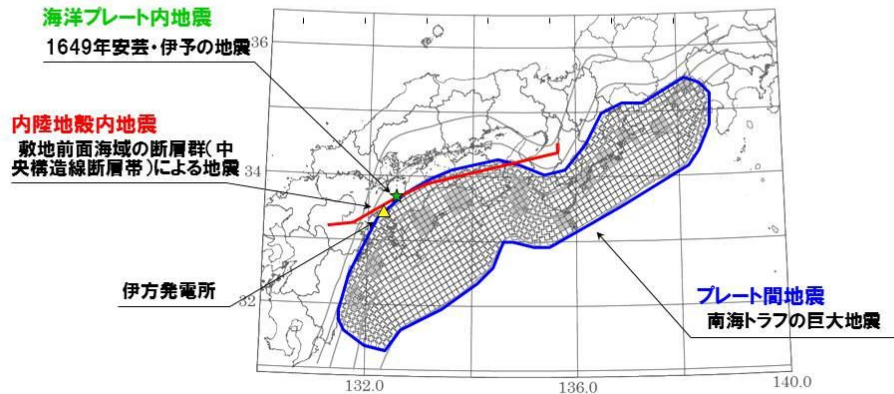 海洋プレート内地震
1649年安芸・伊予の地震
内陸地殻内地震
敷地前面海域の断層群(中
央構造線断層帯)による地震
伊方発電所
プレート間地震
南海トラフの巨大地震
36
34
32
132.0
136.0
140.0